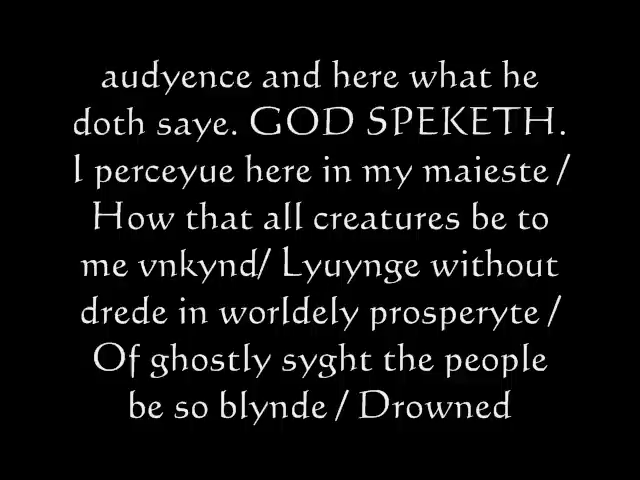 audyence and here what he
doth saye. GOD SPEKETH.
I perceyue here in my maieste /
How that all creatures be to
me vnkynd/ Lyuynge without
drede in worldely prosperyte /
Of ghostly syght the people
be so blynde / Drowned